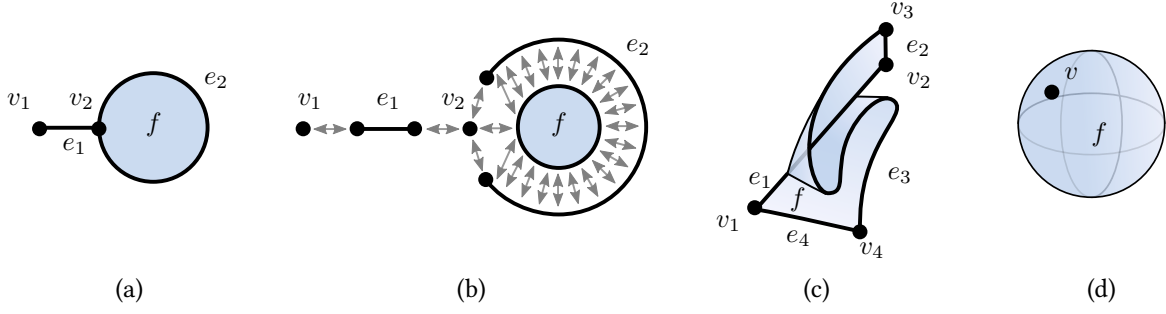 v₁ v₂ e₁ e₂ f
v₁ e₁ v₂ f e₂
v₃ e₂ v₂ e₁ f e₃ v₁ e₄ v₄
v f
(a) (b) (c) (d)